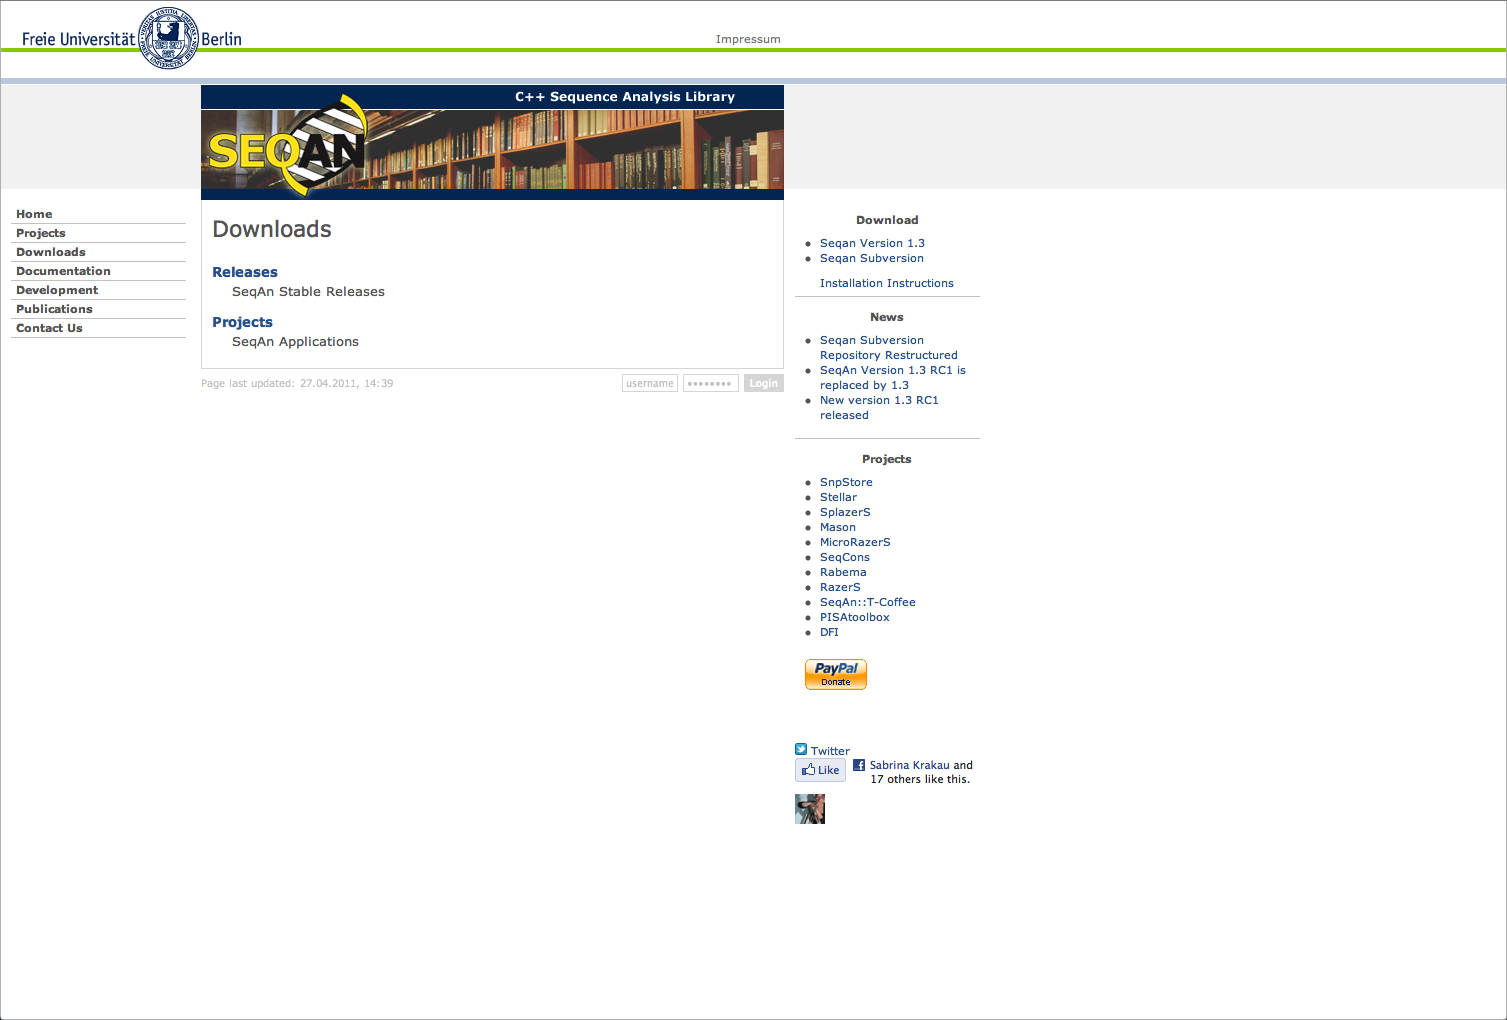 Freie Universität Berlin
Impressum
C++ Sequence Analysis Library
SEQAN
Home
Projects
Downloads
Documentation
Development
Publications
Contact Us
Downloads
Releases
SeqAn Stable Releases
Projects
SeqAn Applications
Page last updated: 27.04.2011, 14:39
username
Login
Download
Seqan Version 1.3
Seqan Subversion
Installation Instructions
News
Seqan Subversion
Repository Restructured
SeqAn Version 1.3 RC1 is
replaced by 1.3
New version 1.3 RC1
released
Projects
SnpStore
Stellar
SplazerS
Mason
MicroRazerS
SeqCons
Rabema
RazerS
SeqAn::T-Coffee
PISAtoolbox
DFI
PayPal
Donate
Twitter
Like
Sabrina Krakau and
17 others like this.